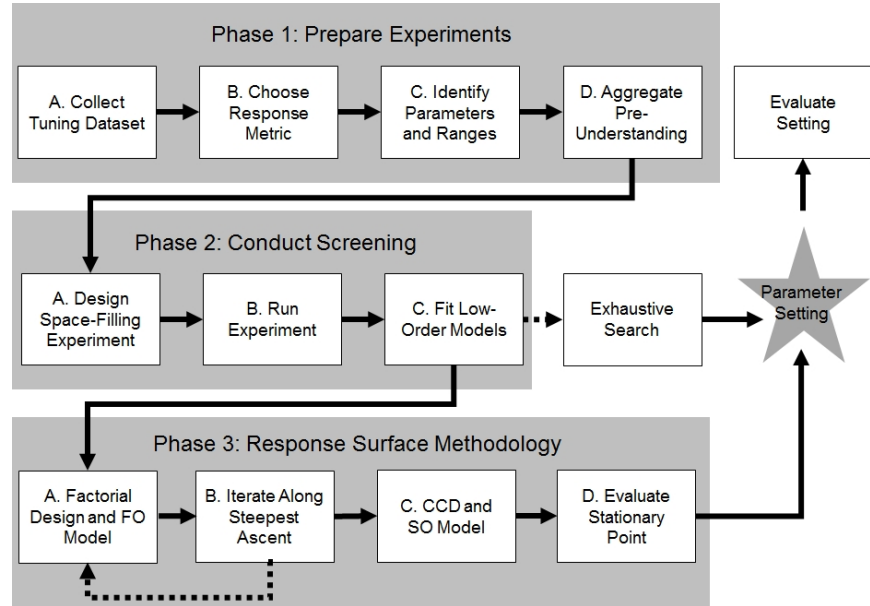 Phase 1: Prepare Experiments
A. Collect
Tuning Dataset
B. Choose
Response
Metric
C. Identify
Parameters
and Ranges
D. Aggregate
Pre-
Understanding
Evaluate
Setting
Phase 2: Conduct Screening
A. Design
Space-Filling
Experiment
B. Run
Experiment
C. Fit Low-
Order Models
Exhaustive
Search
Parameter
Setting
Phase 3: Response Surface Methodology
A. Factorial
Design and FO
Model
B. Iterate Along
Steepest
Ascent
C. CCD and
SO Model
D. Evaluate
Stationary
Point